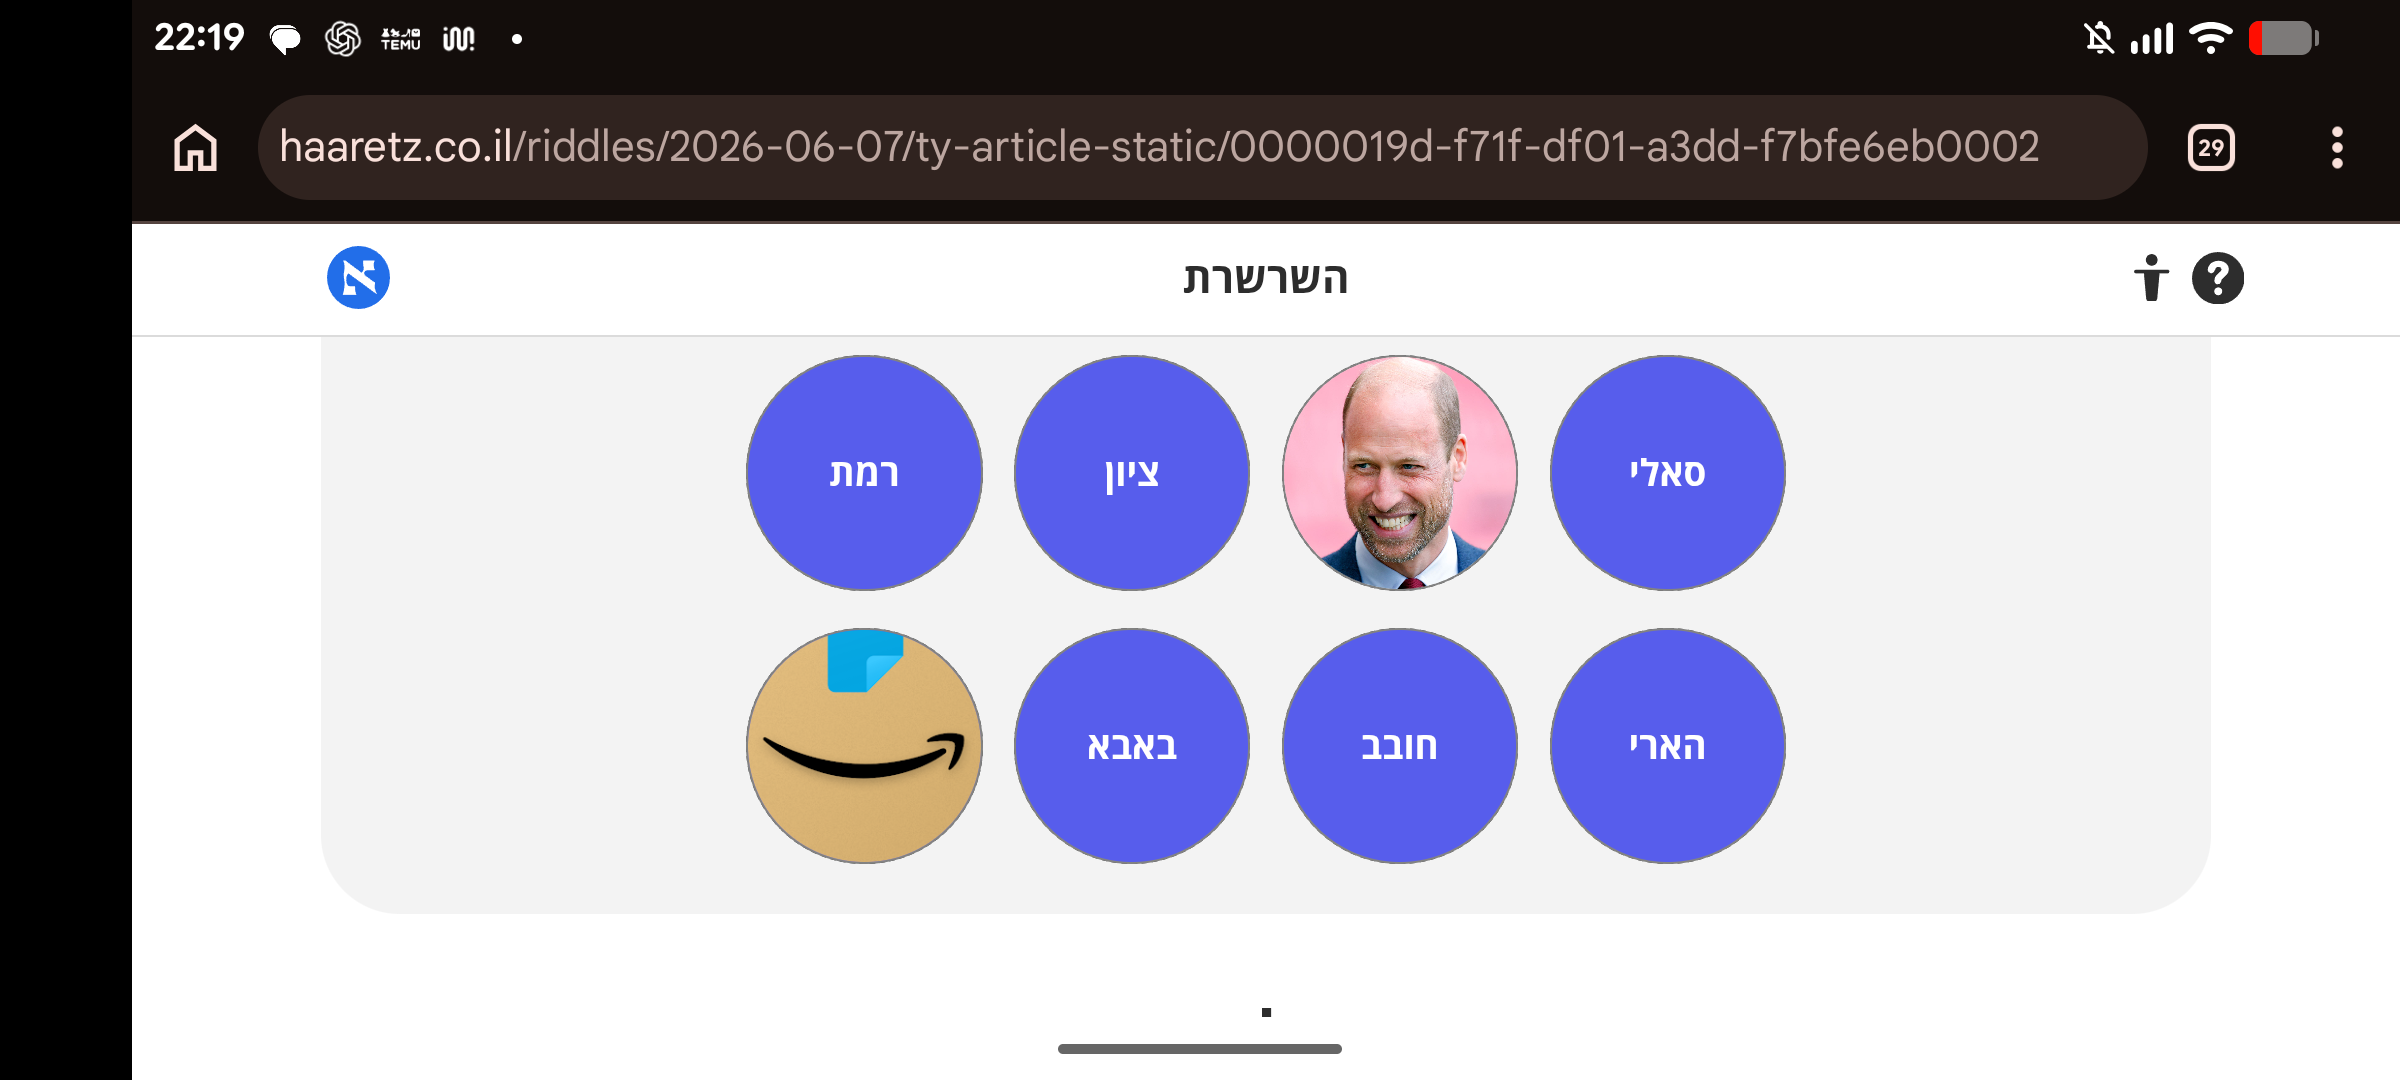 22:19 TEMU
haaretz.co.il/riddles/2026-06-07/ty-article-static/0000019d-f71f-df01-a3dd-f7bfe6eb0002 29
השרשרת ?
סאלי ציון רמת
הארי חובב באבא